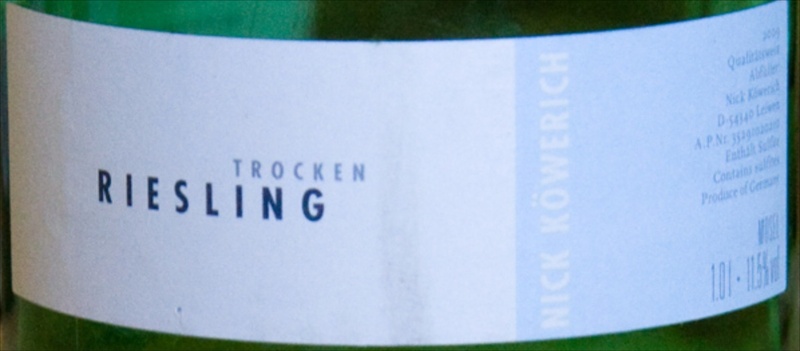 TROCKEN
RIESLING
NICK KÖWERICH
Qualitätswein
Abfüller
Nick Köwerich
D-54340 Leiwen
A.P.Nr.
Enthält Sulfite
Contains sulfites
Produce of Germany
MOSEL
1.0 l · 11.5% vol